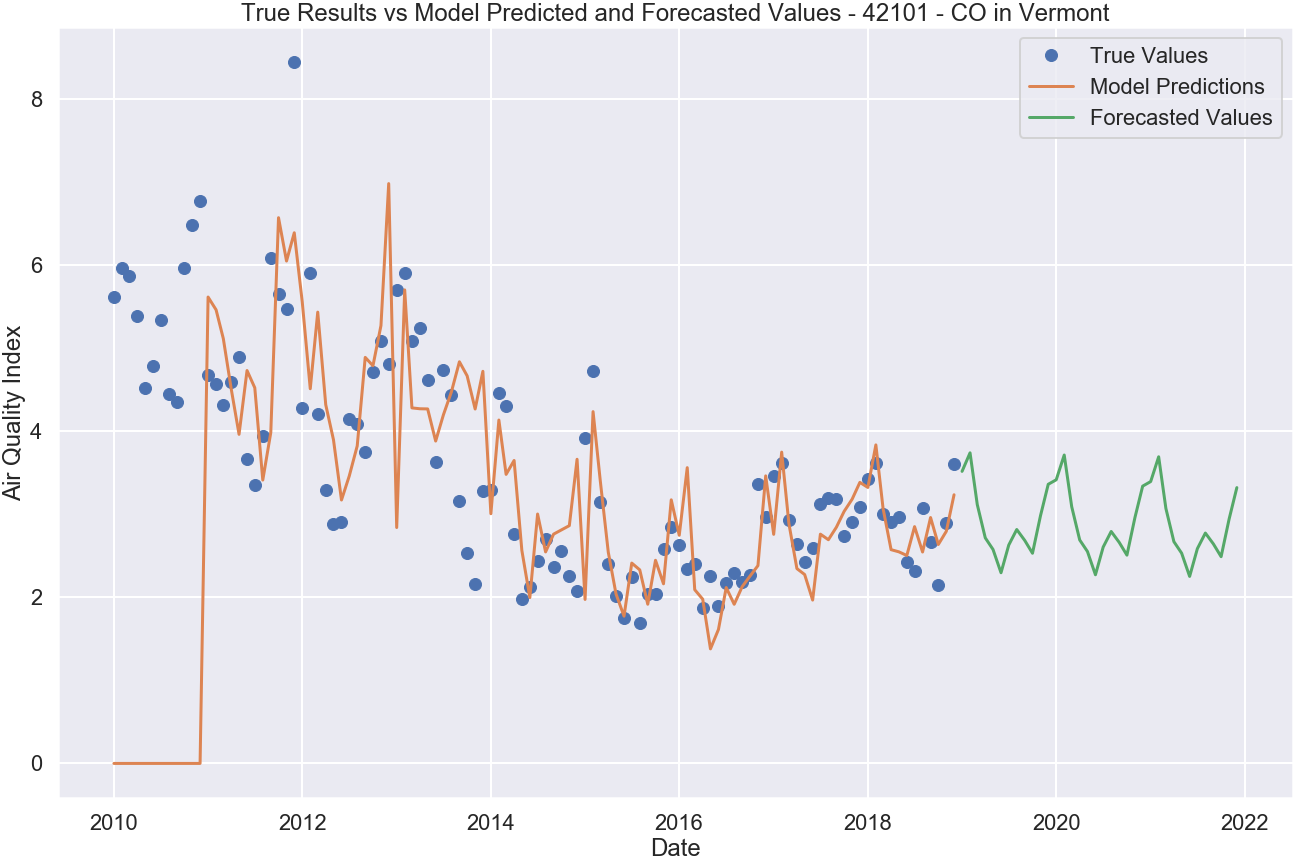 True Results vs Model Predicted and Forecasted Values - 42101 - CO in Vermont
True Values
Model Predictions
Forecasted Values
8
6
4
2
0
Air Quality Index
2010 2012 2014 2016 2018 2020 2022
Date